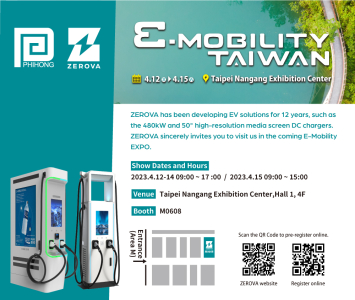 PHIHONG
ZEROVA
E-MOBILITY
TAIWAN
4.12 ▸ 4.15 Taipei Nangang Exhibition Center
ZEROVA has been developing EV solutions for 12 years, such as
the 480kW and 50" high-resolution media screen DC chargers.
ZEROVA sincerely invites you to visit us in the coming E-Mobility
EXPO.
Show Dates and Hours
2023.4.12-14 09:00 ~ 17 :00 / 2023.4.15 09:00 ~ 15:00
Venue Taipei Nangang Exhibition Center,Hall 1, 4F
Booth M0608
Scan the QR Code to pre-register online.
Entrance
(Area M)
ZEROVA
ZEROVA website
Register online